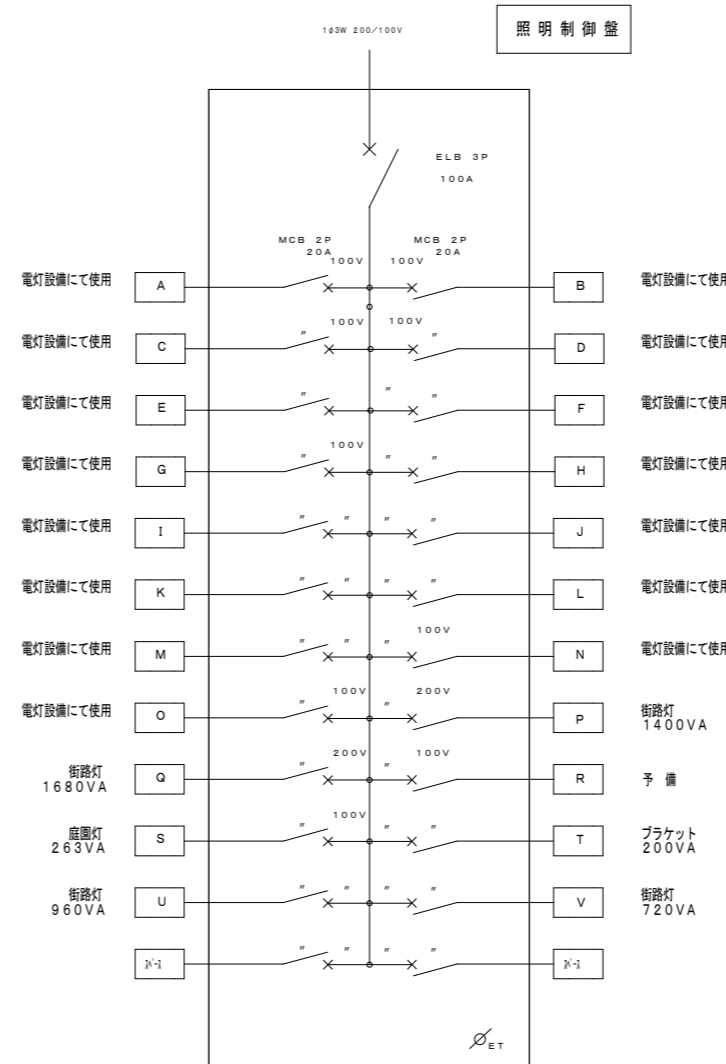 1φ3W 200/100V
照明制御盤
ELB 3P
100A
MCB 2P
20A
MCB 2P
20A
100V 100V
電灯設備にて使用 A B 電灯設備にて使用
〃 100V 100V 〃
電灯設備にて使用 C D 電灯設備にて使用
〃 〃 〃
電灯設備にて使用 E F 電灯設備にて使用
〃 100V 〃 〃
電灯設備にて使用 G H 電灯設備にて使用
〃 〃 〃 〃
電灯設備にて使用 I J 電灯設備にて使用
〃 〃 〃 〃
電灯設備にて使用 K L 電灯設備にて使用
〃 〃 〃 100V
電灯設備にて使用 M N 電灯設備にて使用
〃 100V 〃 200V
電灯設備にて使用 O P 街路灯
1400VA
〃 200V 〃 100V
街路灯
1680VA
Q R 予備
〃 100V 〃 〃
庭園灯
263VA
S T ブラケット
200VA
〃 〃 〃 〃
街路灯
960VA
U V 街路灯
720VA
〃 〃 〃 〃
ｽﾍﾟｰｽ ｽﾍﾟｰｽ
ET